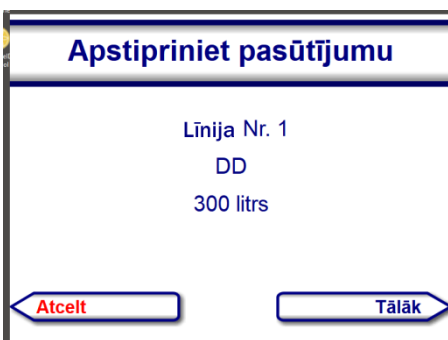 Apstipriniet pasūtījumu
Līnija Nr. 1
DD
300 litrs
Atcelt
Tālāk